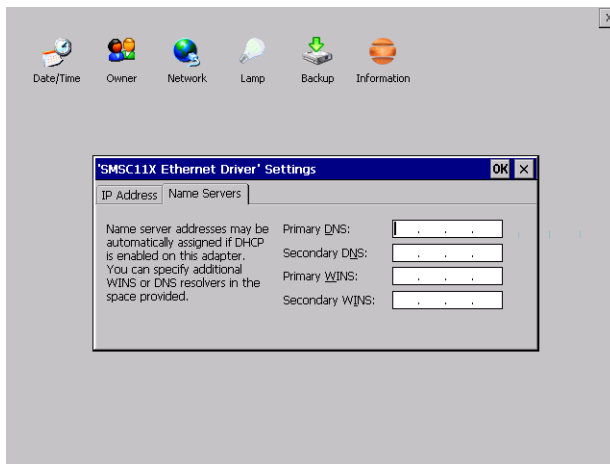 Date/Time Owner Network Lamp Backup Information
'SMSC11X Ethernet Driver' Settings OK
IP Address Name Servers
Name server addresses may be
automatically assigned if DHCP
is enabled on this adapter.
You can specify additional
WINS or DNS resolvers in the
space provided.
Primary DNS:
Secondary DNS:
Primary WINS:
Secondary WINS: